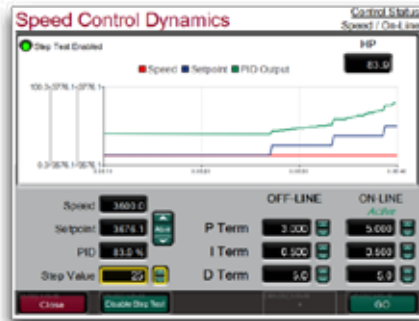 Speed Control Dynamics
Control Status
Speed / On-Line
Step Test Enabled
HP
83.9
Speed Setpoint PID Output
Speed 3600.0
Setpoint 3676.1
PID 83.9 %
Step Value 25
OFF-LINE ON-LINE
Active
P Term 3.000 5.000
I Term 0.500 3.500
D Term 5.0 5.0
Close
Disable Step Test
GO